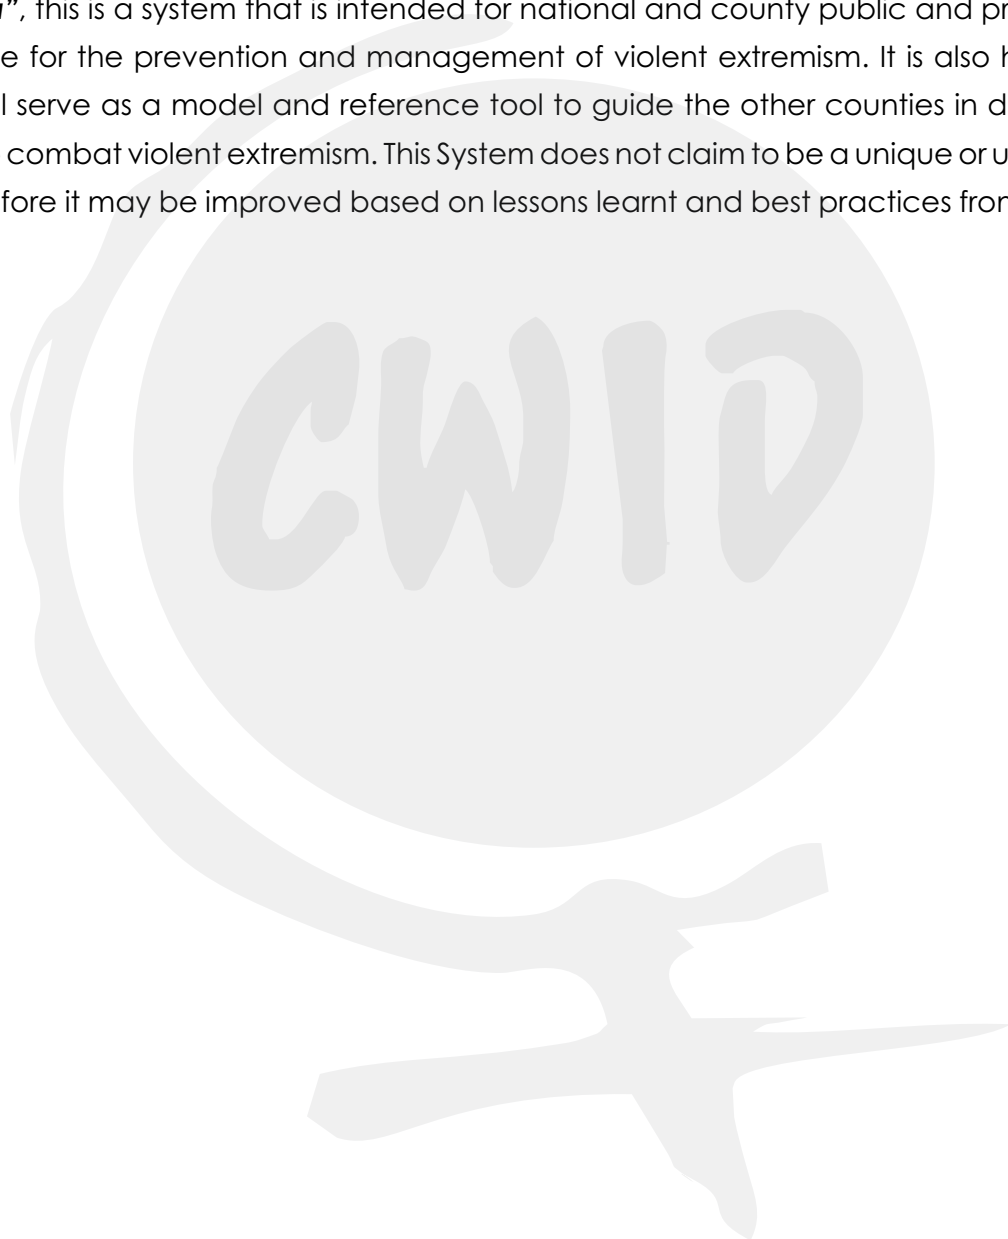 , this is a system that is intended for national and county public and
for the prevention and management of violent extremism. It is also
serve as a model and reference tool to guide the other counties in
combat violent extremism. This System does not claim to be a unique or
it may be improved based on lessons learnt and best practices
CWID